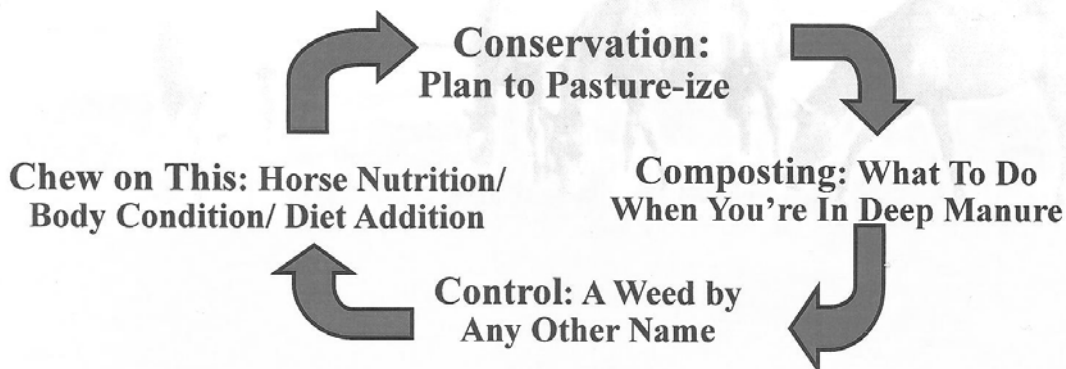 Conservation:
Plan to Pasture-ize
Chew on This: Horse Nutrition/
Body Condition/ Diet Addition
Composting: What To Do
When You're In Deep Manure
Control: A Weed by
Any Other Name